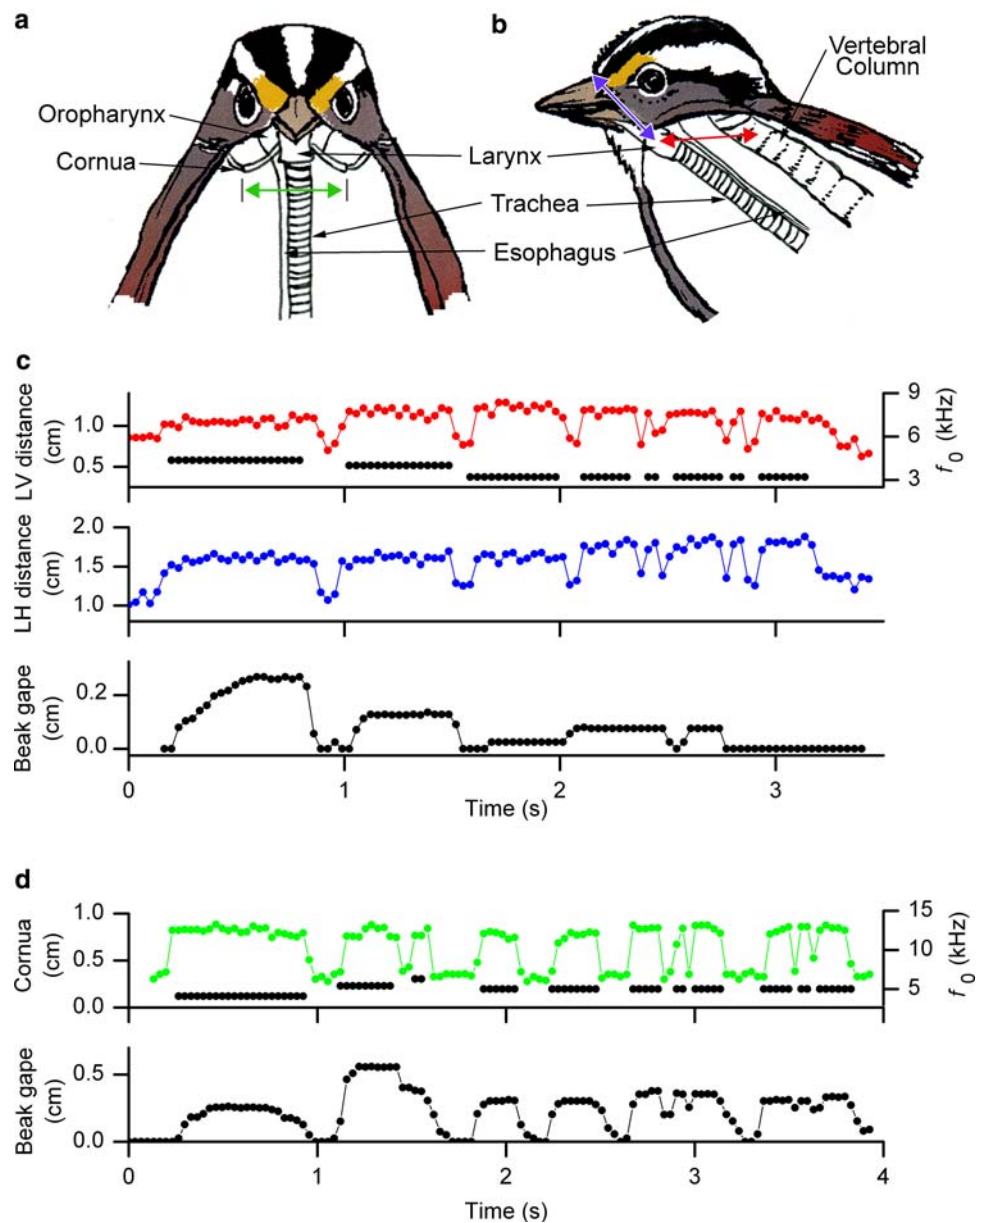 a
b
Oropharynx
Cornua
Larynx
Trachea
Esophagus
Vertebral
Column
c
LV distance
(cm)
1.0
0.5
9
6
3
f0 (kHz)
LH distance
(cm)
2.0
1.5
1.0
Beak gape
(cm)
0.2
0.0
0
1
2
3
Time (s)
d
Cornua
(cm)
1.0
0.5
0.0
15
10
5
f0 (kHz)
Beak gape
(cm)
0.5
0.0
0
1
2
3
4
Time (s)